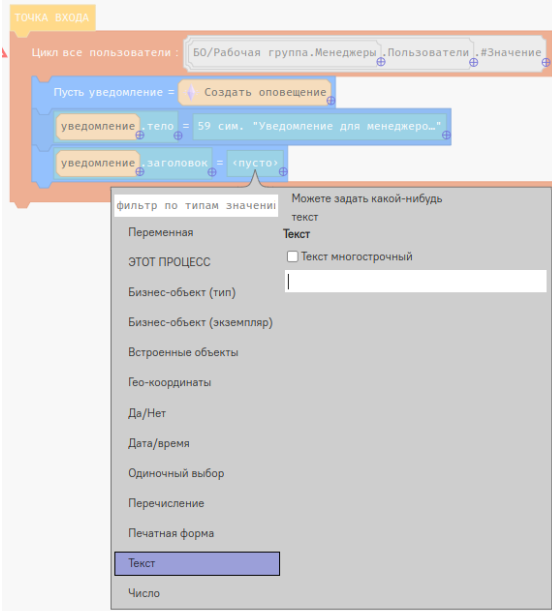 ТОЧКА ВХОДА
Цикл все пользователи : БО/Рабочая группа.Менеджеры .Пользователи .#Значение
Пусть уведомление = Создать оповещение
уведомление .тело = 59 сим. "Уведомление для менеджеро…"
уведомление .заголовок = ‹пусто›
фильтр по типам значени
Переменная
ЭТОТ ПРОЦЕСС
Бизнес-объект (тип)
Бизнес-объект (экземпляр)
Встроенные объекты
Гео-координаты
Да/Нет
Дата/время
Одиночный выбор
Перечисление
Печатная форма
Текст
Число
Можете задать какой-нибудь
текст
Текст
Текст многострочный